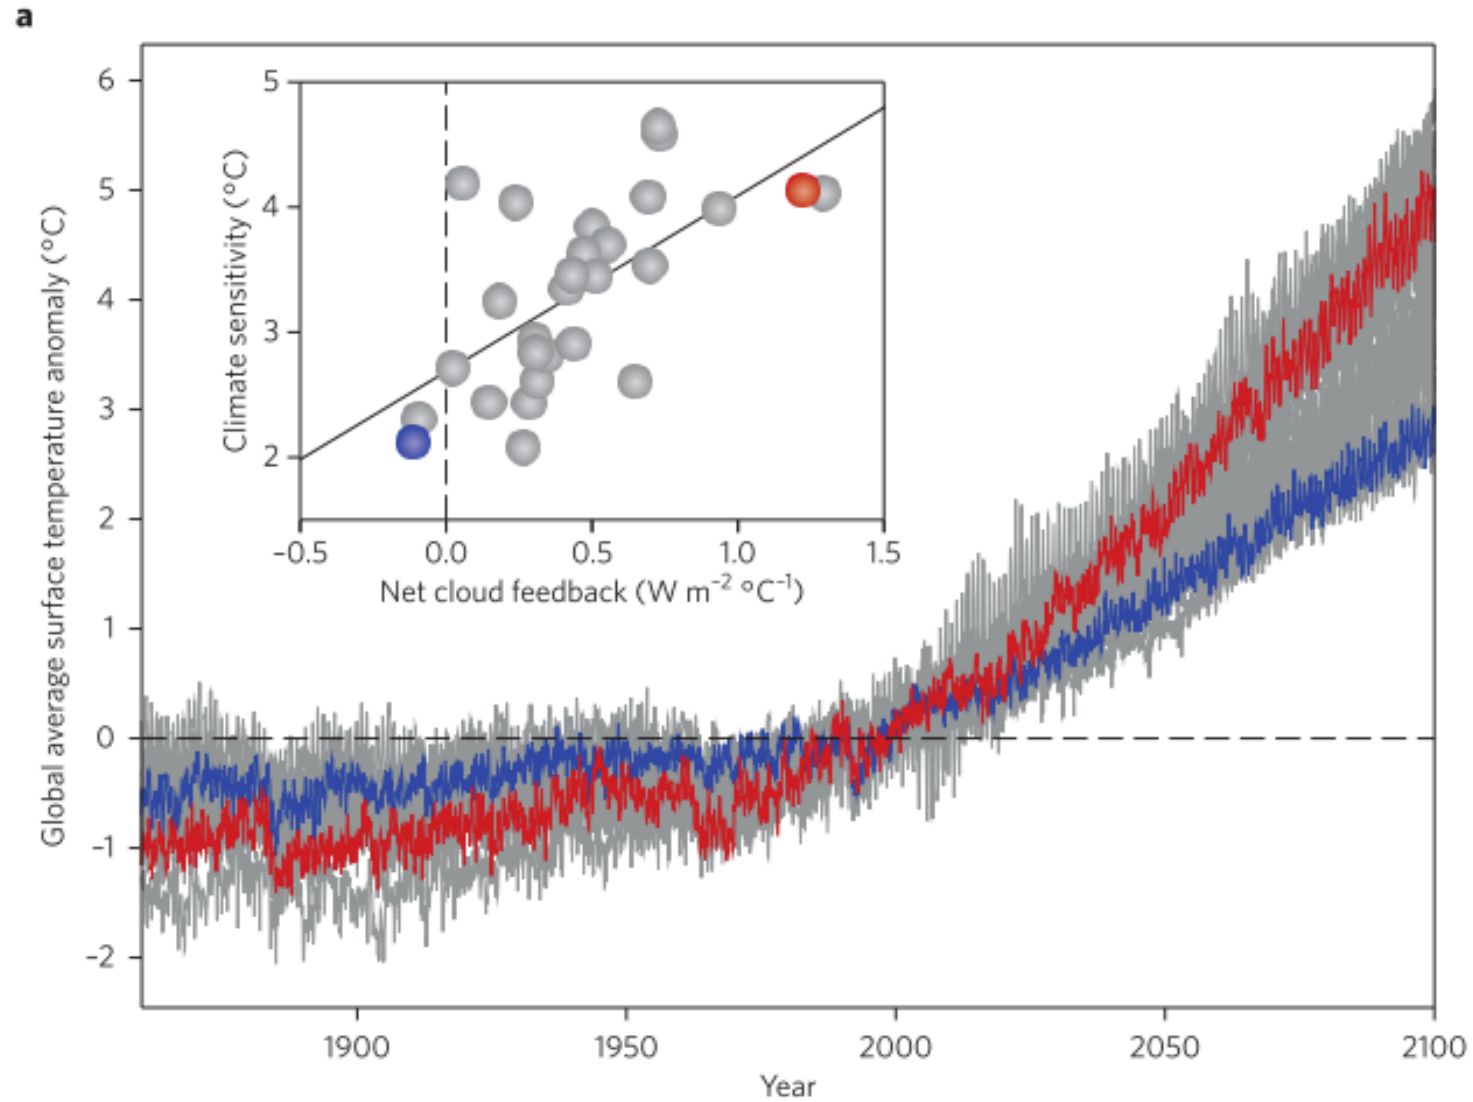 a
Global average surface temperature anomaly (°C)
6
5
4
3
2
1
0
–1
–2
Climate sensitivity (°C)
5
4
3
2
–0.5 0.0 0.5 1.0 1.5
Net cloud feedback (W m⁻² °C⁻¹)
1900 1950 2000 2050 2100
Year